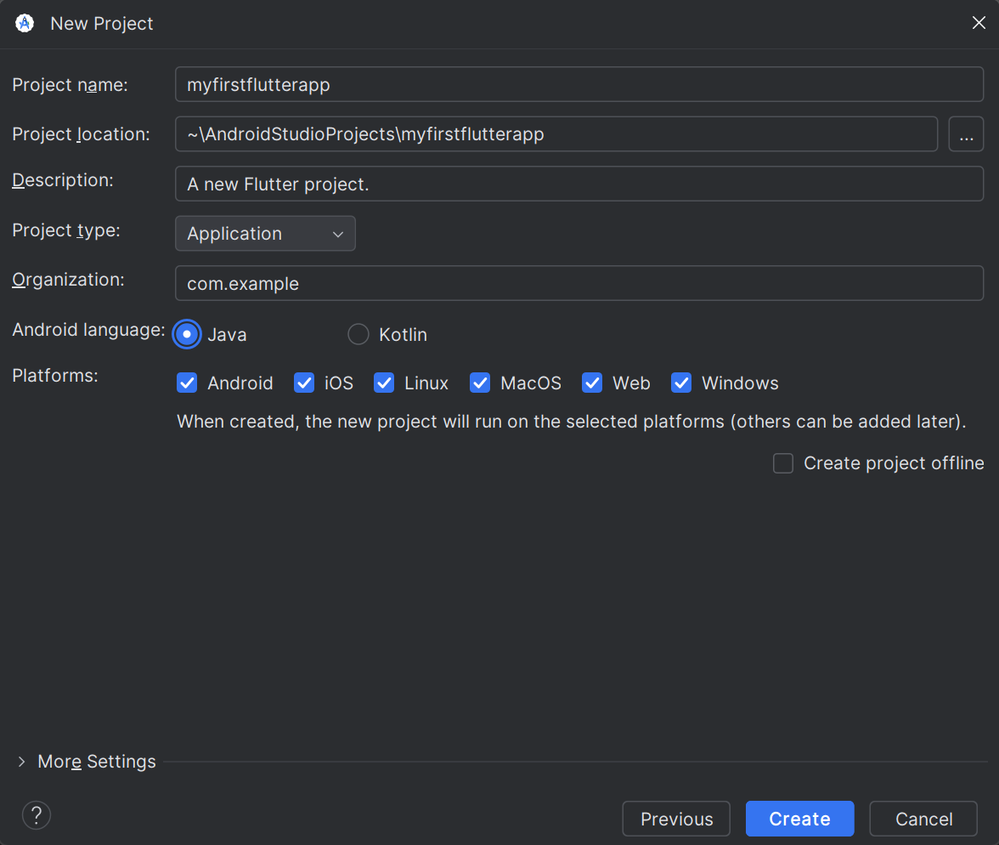 New Project
Project name: myfirstflutterapp
Project location: ~\AndroidStudioProjects\myfirstflutterapp ...
Description: A new Flutter project.
Project type: Application
Organization: com.example
Android language: Java Kotlin
Platforms: Android iOS Linux MacOS Web Windows
When created, the new project will run on the selected platforms (others can be added later).
Create project offline
More Settings
? Previous Create Cancel